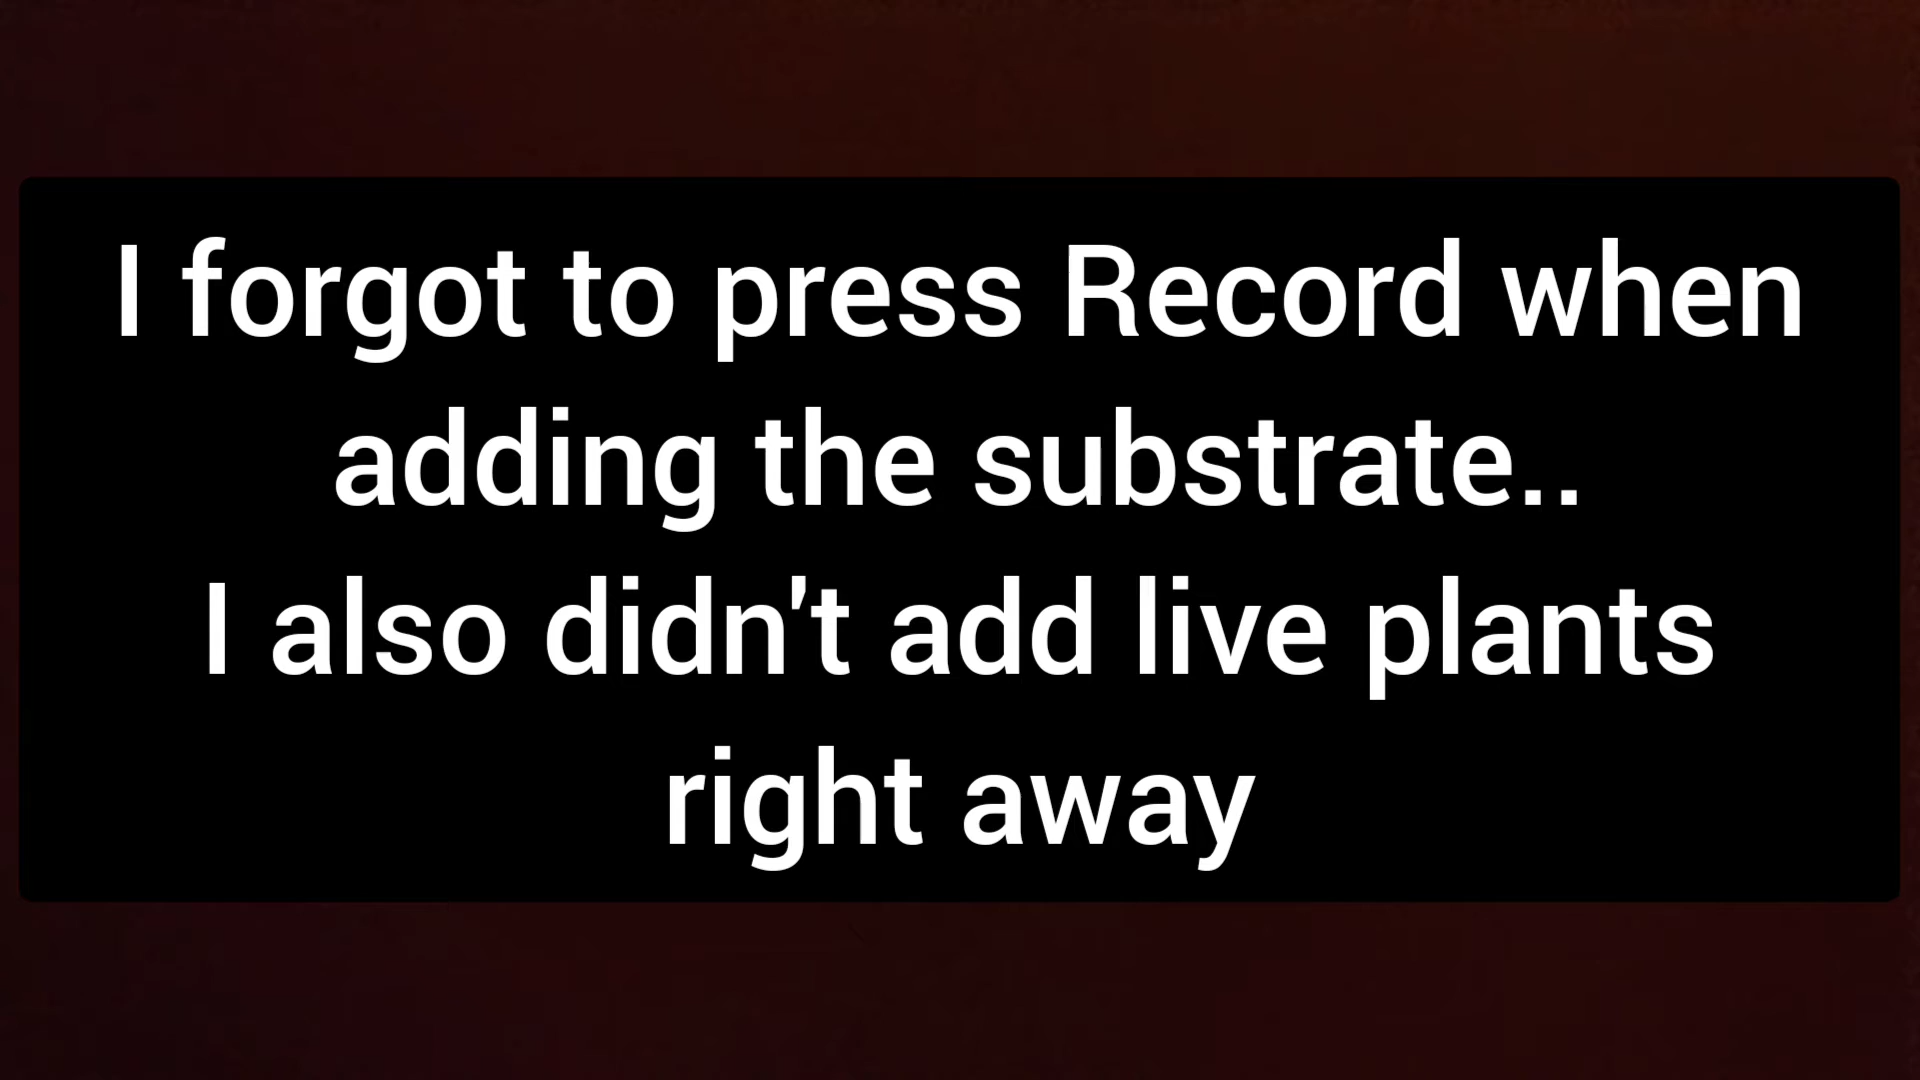 I forgot to press Record when
adding the substrate..
I also didn't add live plants
right away